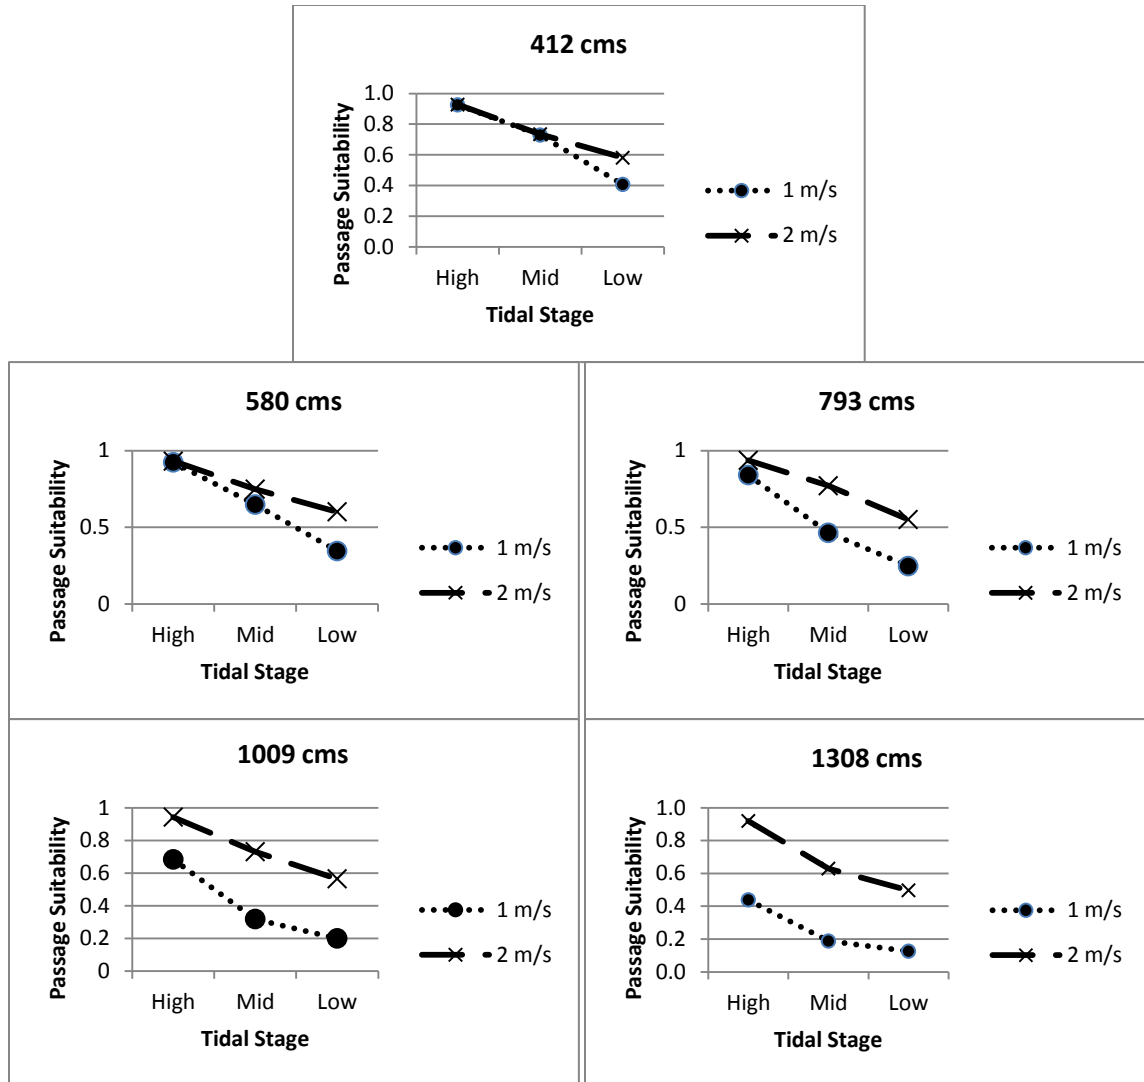 412 cms
Passage Suitability
1.0
0.8
0.6
0.4
0.2
0.0
High Mid Low
Tidal Stage
1 m/s
2 m/s
580 cms
Passage Suitability
1
0.5
0
High Mid Low
Tidal Stage
1 m/s
2 m/s
793 cms
Passage Suitability
1
0.5
0
High Mid Low
Tidal Stage
1 m/s
2 m/s
1009 cms
Passage Suitability
1
0.8
0.6
0.4
0.2
0
High Mid Low
Tidal Stage
1 m/s
2 m/s
1308 cms
Passage Suitability
1.0
0.8
0.6
0.4
0.2
0.0
High Mid Low
Tidal Stage
1 m/s
2 m/s